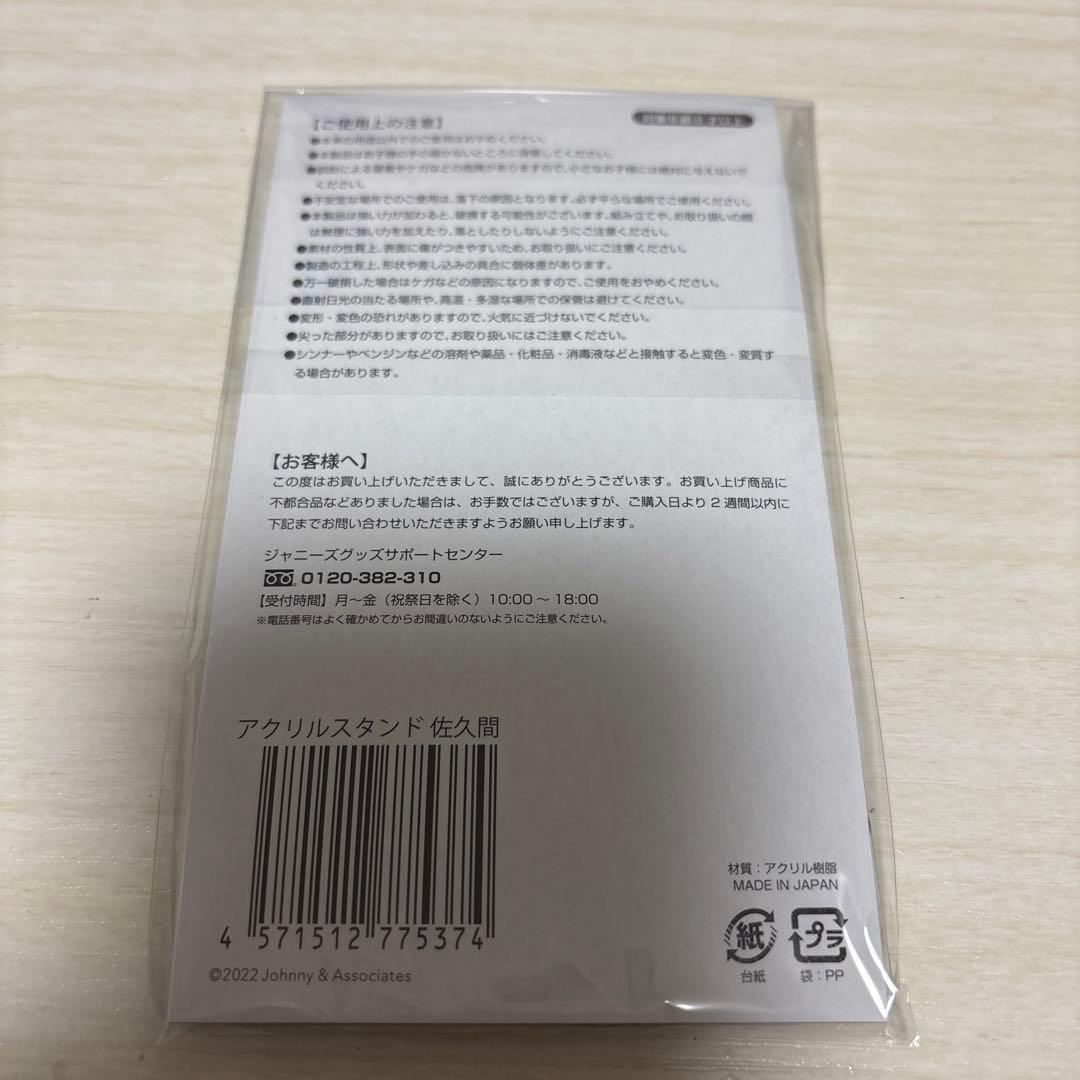 【ご使用上の注意】
●本来の用途以外でのご使用はおやめください。
●本製品はお子様の手の届かないところに保管してください。
による窒息やケガなどの危険がありますので、小さなお子様には絶対に与えないで
ください。
●不安定な場所でのご使用は、落下の原因となります。必ず平らな場所でご使用ください。
●本製品は強い力が加わると、破損する可能性がございます。組み立てや、お取り扱いの際
は無理に強い力を加えたり、落としたりしないようにご注意ください。
●素材の性質上、表面に傷がつきやすいため、お取り扱いにご注意ください。
●製造の工程上、形状や差し込みの具合に個体差があります。
●万一破損した場合はケガなどの原因になりますので、ご使用をおやめください。
●直射日光の当たる場所や、高温・多湿な場所での保管は避けてください。
●変形・変色の恐れがありますので、火気に近づけないでください。
●尖った部分がありますので、お取り扱いにはご注意ください。
●シンナーやベンジンなどの溶剤や薬品・化粧品・消毒液などと接触すると変色・変質す
る場合があります。
【お客様へ】
この度はお買い上げいただきまして、誠にありがとうございます。お買い上げ商品に
不都合品などありました場合は、お手数ではございますが、ご購入日より2週間以内に
下記までお問い合わせいただきますようお願い申し上げます。
ジャニーズグッズサポートセンター
0120-382-310
【受付時間】月～金（祝祭日を除く）10:00～18:00
※電話番号はよく確かめてからお間違いのないようにご注意ください。
アクリルスタンド 佐久間
4 571512 775374
©2022 Johnny & Associates
材質：アクリル樹脂
MADE IN JAPAN
紙
プラ
台紙
袋：PP